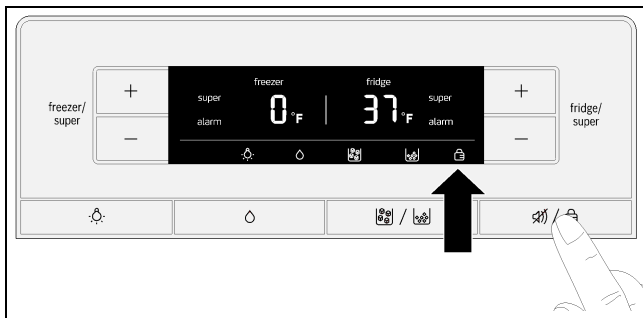 freezer fridge
freezer/
super
super 0°F 37°F super
alarm alarm
fridge/
super
+ +
– –
/ /